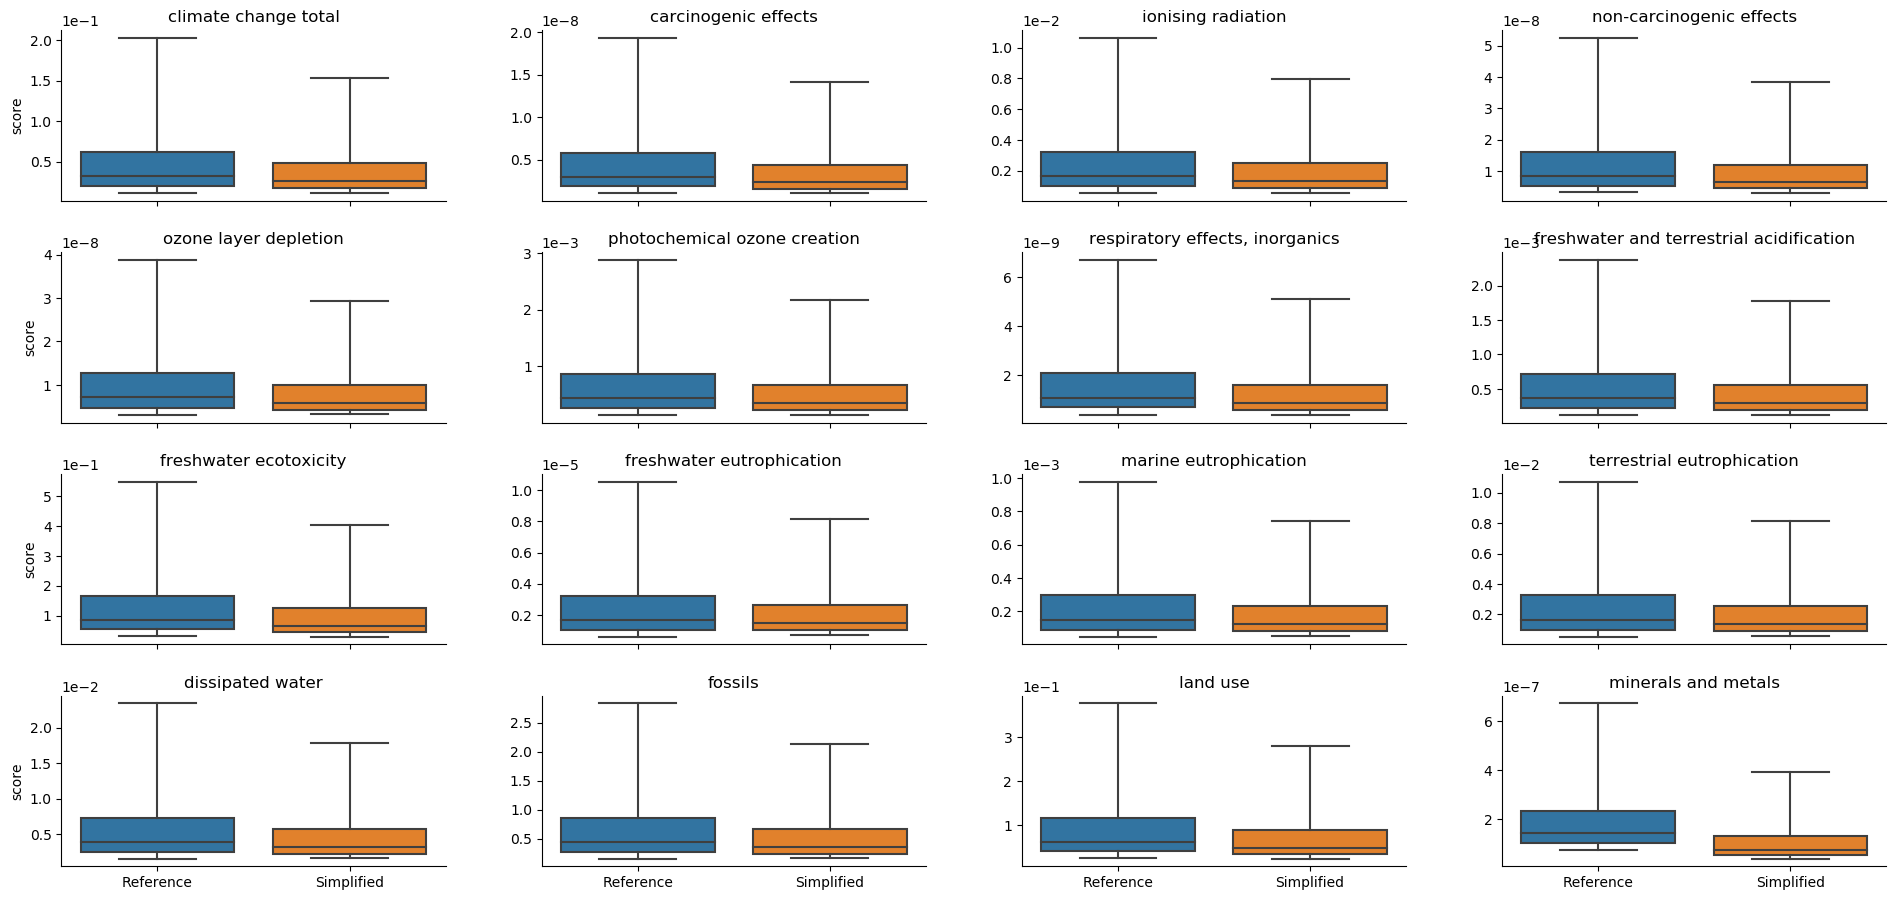 climate change total
carcinogenic effects
ionising radiation
non-carcinogenic effects
1e−1
1e−8
1e−2
1e−8
score
2.0
1.5
1.0
0.5
2.0
1.5
1.0
0.5
1.0
0.8
0.6
0.4
0.2
5
4
3
2
1
ozone layer depletion
photochemical ozone creation
respiratory effects, inorganics
freshwater and terrestrial acidification
1e−8
1e−3
1e−9
1e−3
score
4
3
2
1
3
2
1
6
4
2
2.0
1.5
1.0
0.5
freshwater ecotoxicity
freshwater eutrophication
marine eutrophication
terrestrial eutrophication
1e−1
1e−5
1e−3
1e−2
score
5
4
3
2
1
1.0
0.8
0.6
0.4
0.2
1.0
0.8
0.6
0.4
0.2
1.0
0.8
0.6
0.4
0.2
dissipated water
fossils
land use
minerals and metals
1e−2
1e−1
1e−7
score
2.0
1.5
1.0
0.5
2.5
2.0
1.5
1.0
0.5
3
2
1
6
4
2
Reference
Simplified
Reference
Simplified
Reference
Simplified
Reference
Simplified